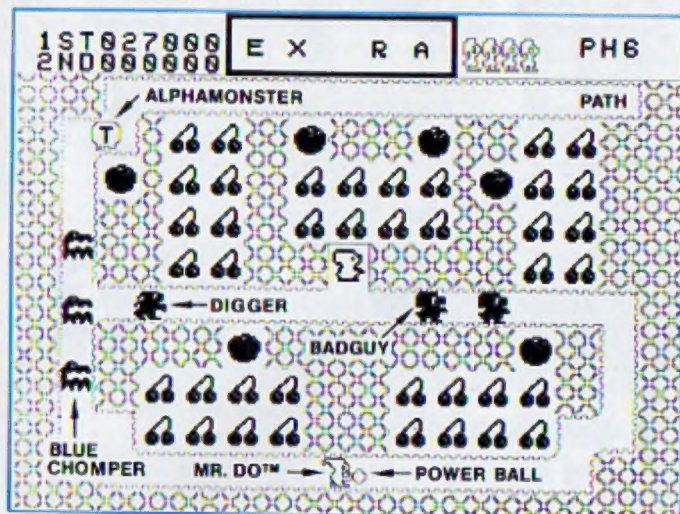 1ST027000
2ND000000
E X R A
PH6
ALPHAMONSTER
PATH
T
DIGGER
BADGUY
BLUE
CHOMPER
MR. DO™
POWER BALL